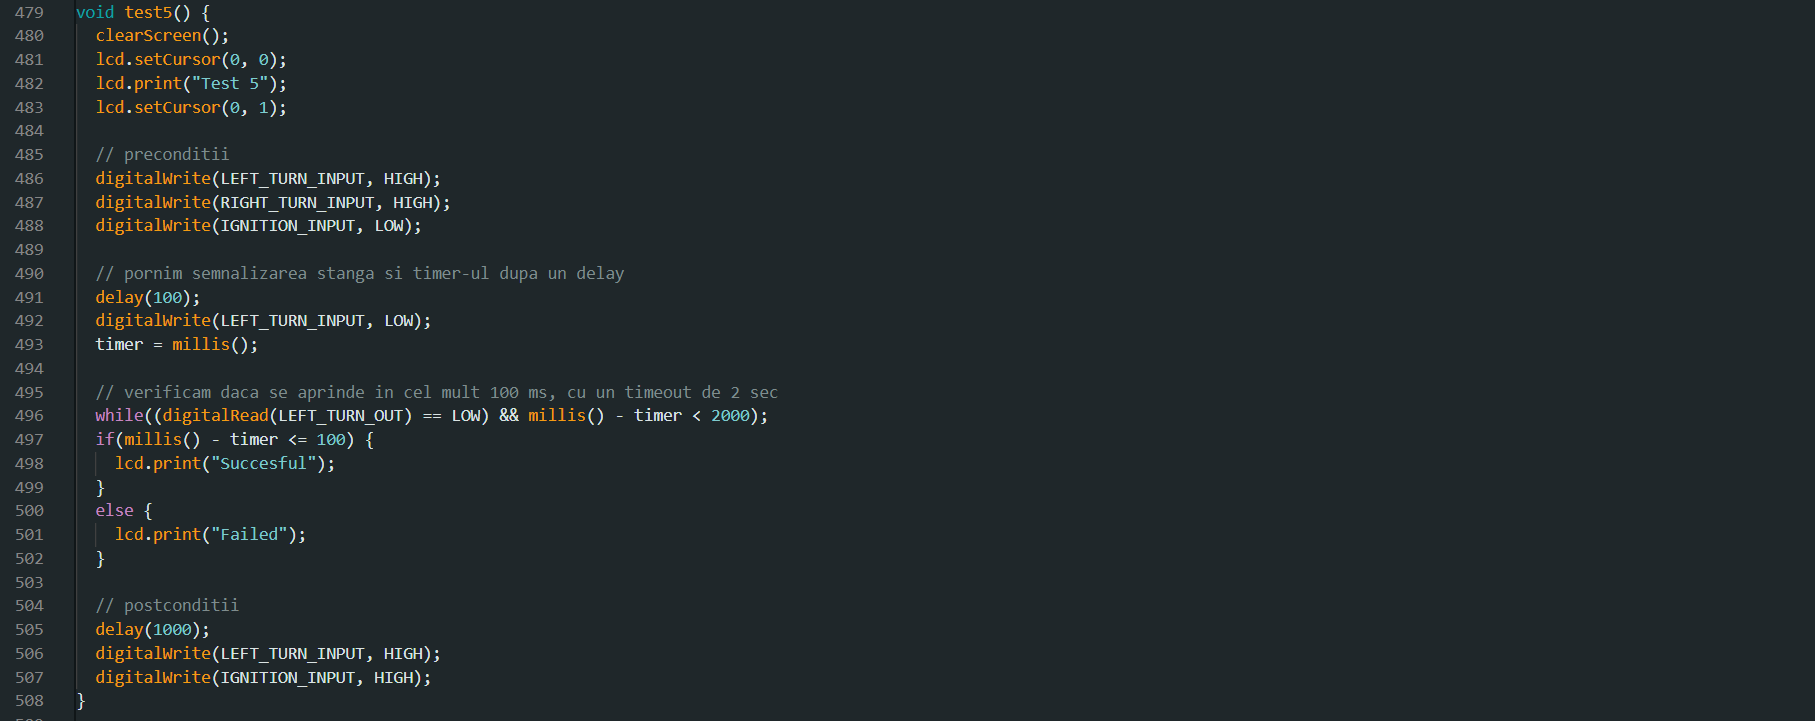 479 void test5() {
480 clearScreen();
481 lcd.setCursor(0, 0);
482 lcd.print("Test 5");
483 lcd.setCursor(0, 1);
484
485 // preconditii
486 digitalWrite(LEFT_TURN_INPUT, HIGH);
487 digitalWrite(RIGHT_TURN_INPUT, HIGH);
488 digitalWrite(IGNITION_INPUT, LOW);
489
490 // pornim semnalizarea stanga si timer-ul dupa un delay
491 delay(100);
492 digitalWrite(LEFT_TURN_INPUT, LOW);
493 timer = millis();
494
495 // verificam daca se aprinde in cel mult 100 ms, cu un timeout de 2 sec
496 while((digitalRead(LEFT_TURN_OUT) == LOW) && millis() - timer < 2000);
497 if(millis() - timer <= 100) {
498 lcd.print("Succesful");
499 }
500 else {
501 lcd.print("Failed");
502 }
503
504 // postconditii
505 delay(1000);
506 digitalWrite(LEFT_TURN_INPUT, HIGH);
507 digitalWrite(IGNITION_INPUT, HIGH);
508 }